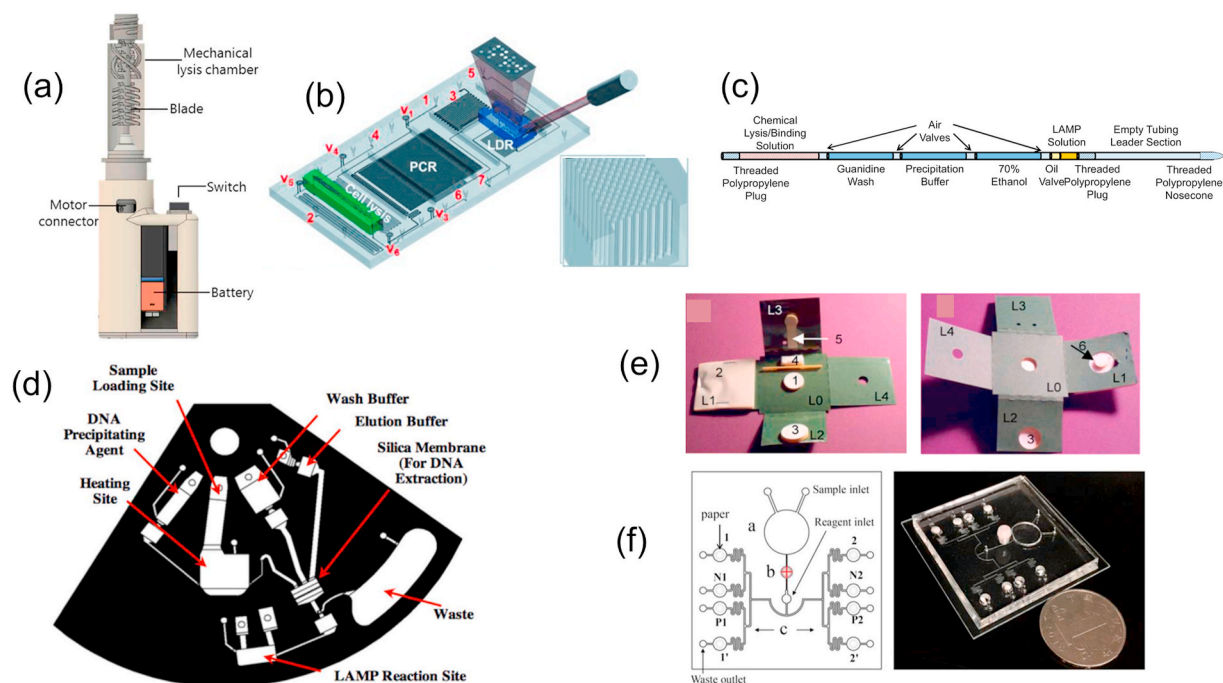 (a)
Mechanical
lysis chamber
Blade
Switch
Motor
connector
Battery
(b)
5
3
1
V1
4
V4
V5
2
PCR
LDR
Cell lysis
7
6
V3
V6
(c)
Chemical
Lysis/Binding
Solution
Air
Valves
LAMP
Solution
Empty Tubing
Leader Section
Threaded
Polypropylene
Plug
Guanidine
Wash
Precipitation
Buffer
70%
Ethanol
Oil
Valve
Threaded
Polypropylene
Plug
Threaded
Polypropylene
Nosecone
(d)
Sample
Loading Site
DNA
Precipitating
Agent
Heating
Site
Wash Buffer
Elution Buffer
Silica Membrane
(For DNA
Extraction)
Waste
LAMP Reaction Site
(e)
L3
5
4
2
1
L1
L0
L4
3
L2
L3
L4
6
L1
L0
L2
3
(f)
Sample inlet
Reagent inlet
paper
a
1
2
b
N1
N2
P1
P2
c
1'
2'
Waste outlet